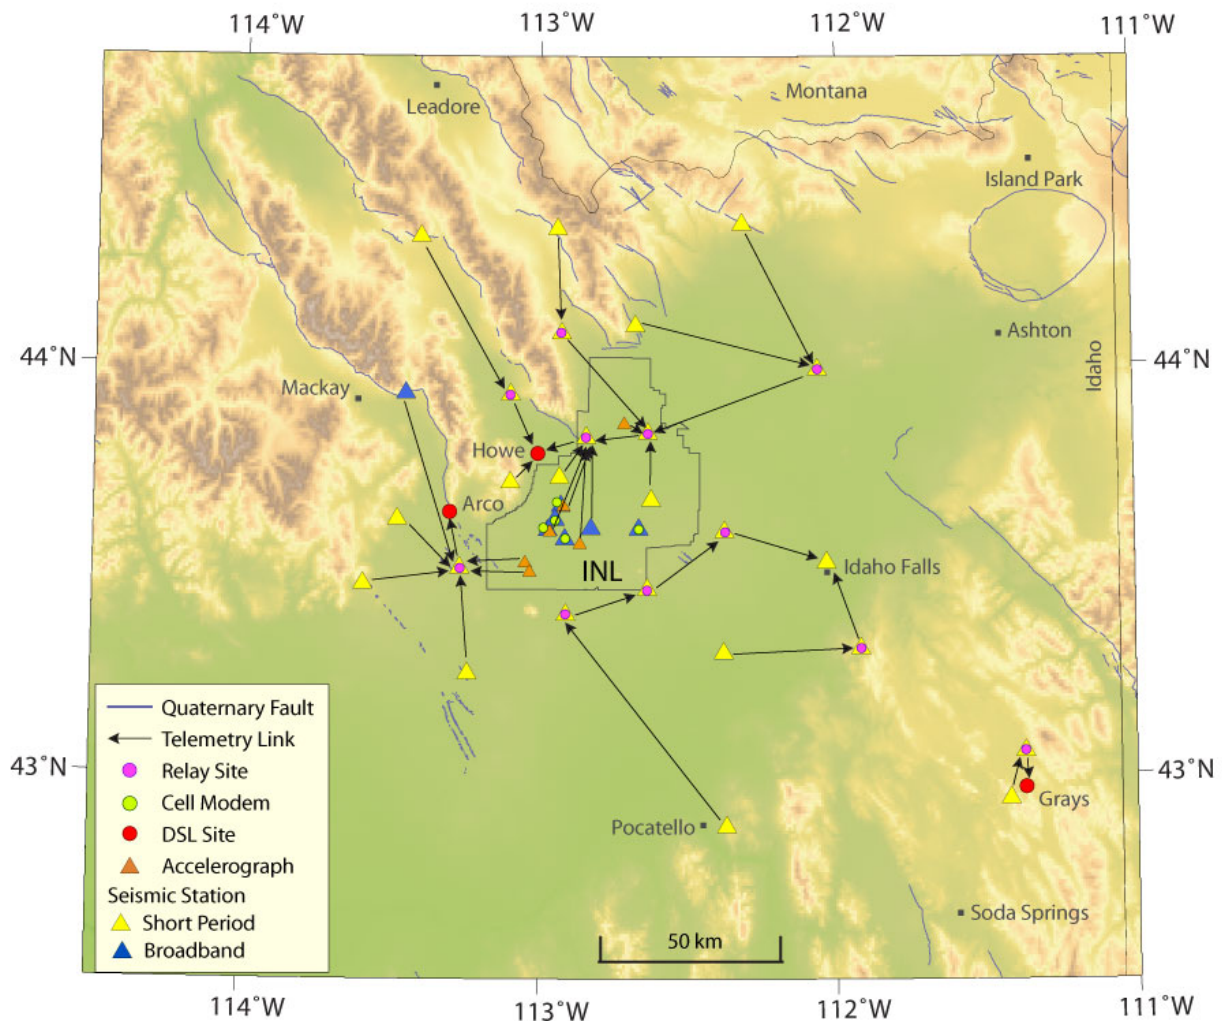 114˚W
113˚W
112˚W
111˚W
Leadore
Montana
Island Park
Ashton
44˚N
44˚N
Idaho
Mackay
Howe
Arco
INL
Idaho Falls
Quaternary Fault
Telemetry Link
Relay Site
Cell Modem
DSL Site
Accelerograph
Seismic Station
Short Period
Broadband
43˚N
43˚N
Grays
Pocatello
Soda Springs
50 km
114˚W
113˚W
112˚W
111˚W